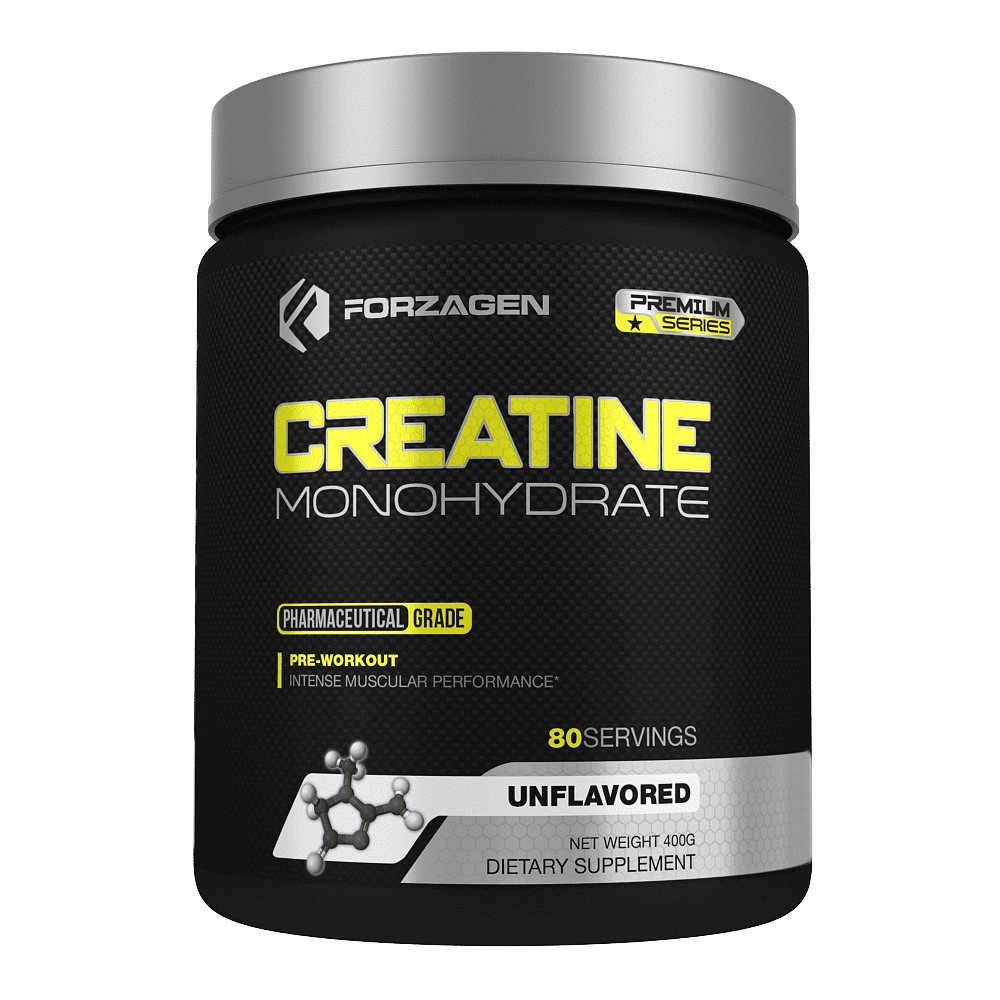 FORZAGEN
PREMIUM
SERIES
CREATINE
MONOHYDRATE
PHARMACEUTICAL GRADE
PRE-WORKOUT
INTENSE MUSCULAR PERFORMANCE*
80SERVINGS
UNFLAVORED
NET WEIGHT 400G
DIETARY SUPPLEMENT